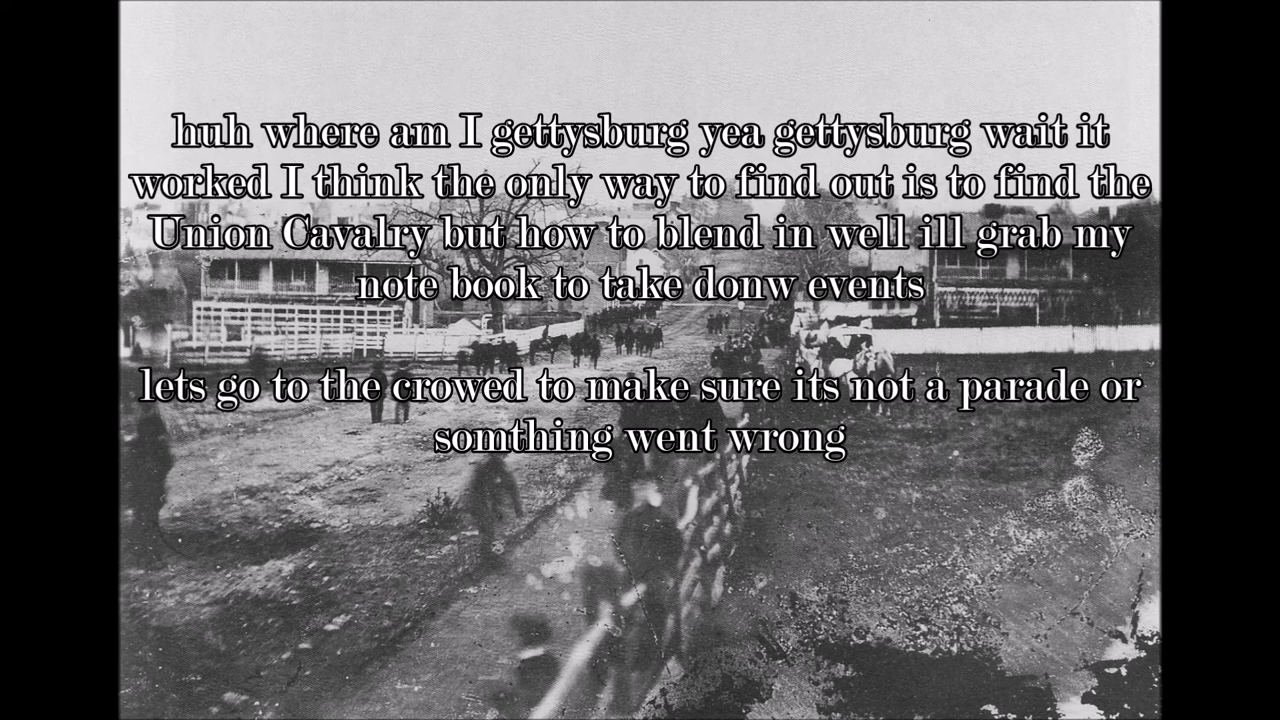 huh where am I gettysburg yea gettysburg wait it
worked I think the only way to find out is to find the
Union Cavalry but how to blend in well ill grab my
note book to take donw events
lets go to the crowed to make sure its not a parade or
somthing went wrong